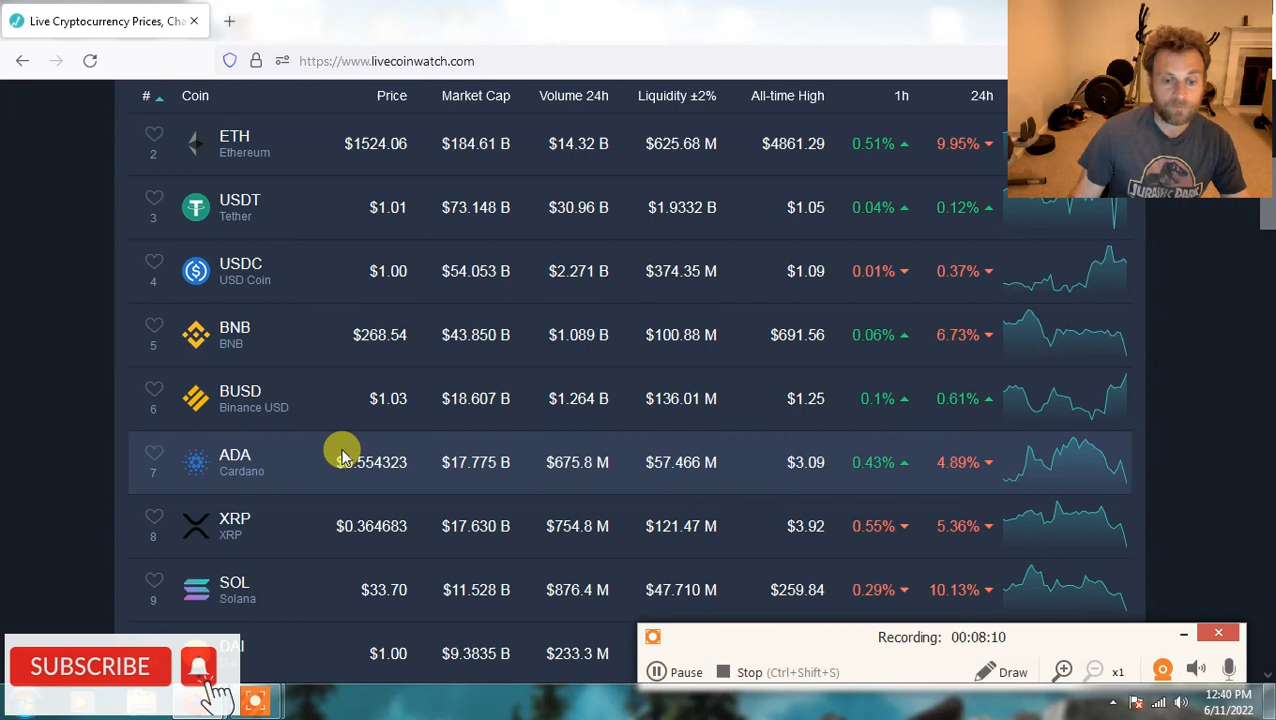 Live Cryptocurrency Prices, Cha
https://www.livecoinwatch.com
# Coin Price Market Cap Volume 24h Liquidity ±2% All-time High 1h 24h
2 ETH Ethereum $1524.06 $184.61 B $14.32 B $625.68 M $4861.29 0.51% 9.95%
3 USDT Tether $1.01 $73.148 B $30.96 B $1.9332 B $1.05 0.04% 0.12%
4 USDC USD Coin $1.00 $54.053 B $2.271 B $374.35 M $1.09 0.01% 0.37%
5 BNB BNB $268.54 $43.850 B $1.089 B $100.88 M $691.56 0.06% 6.73%
6 BUSD Binance USD $1.03 $18.607 B $1.264 B $136.01 M $1.25 0.1% 0.61%
7 ADA Cardano $0.554323 $17.775 B $675.8 M $57.466 M $3.09 0.43% 4.89%
8 XRP XRP $0.364683 $17.630 B $754.8 M $121.47 M $3.92 0.55% 5.36%
9 SOL Solana $33.70 $11.528 B $876.4 M $47.710 M $259.84 0.29% 10.13%
DAI $1.00 $9.3835 B $233.3 M
JURASSIC PARK
Recording: 00:08:10
Pause Stop (Ctrl+Shift+S) Draw x1
SUBSCRIBE
12:40 PM
6/11/2022